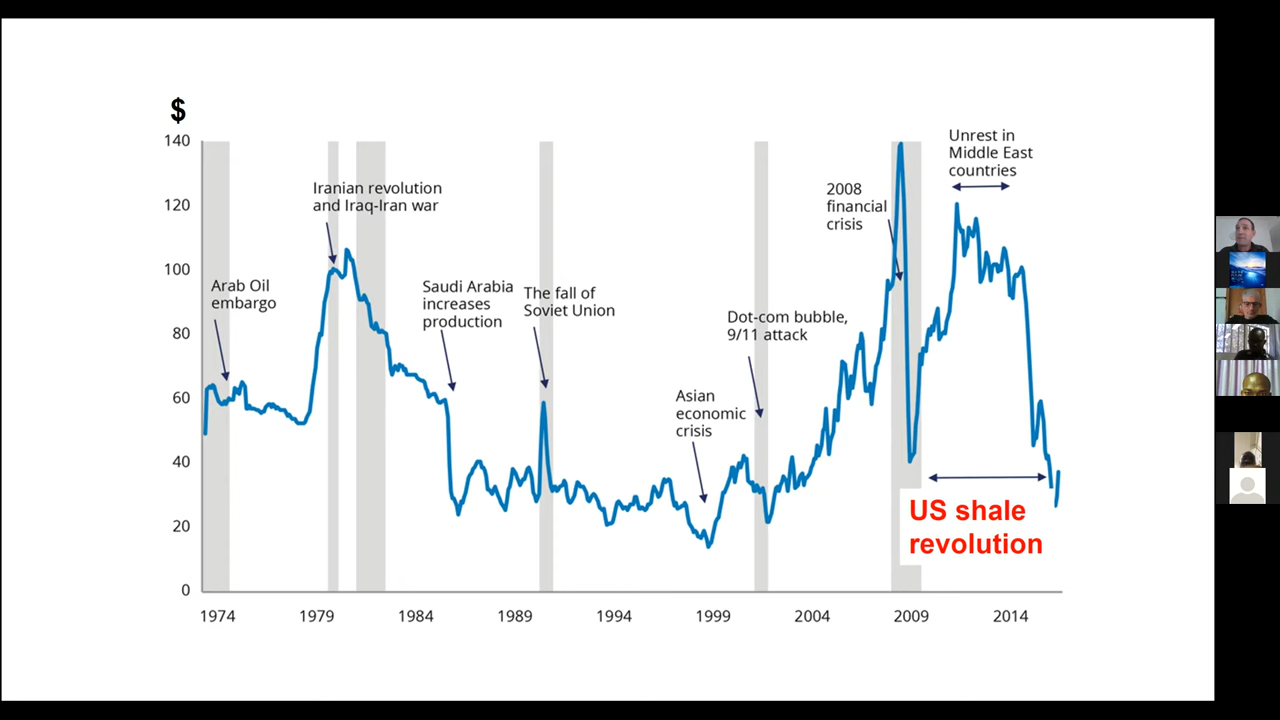 $
140
120
100
80
60
40
20
0
1974 1979 1984 1989 1994 1999 2004 2009 2014
Arab Oil
embargo
Iranian revolution
and Iraq-Iran war
Saudi Arabia
increases
production
The fall of
Soviet Union
Asian
economic
crisis
Dot-com bubble,
9/11 attack
2008
financial
crisis
Unrest in
Middle East
countries
US shale
revolution